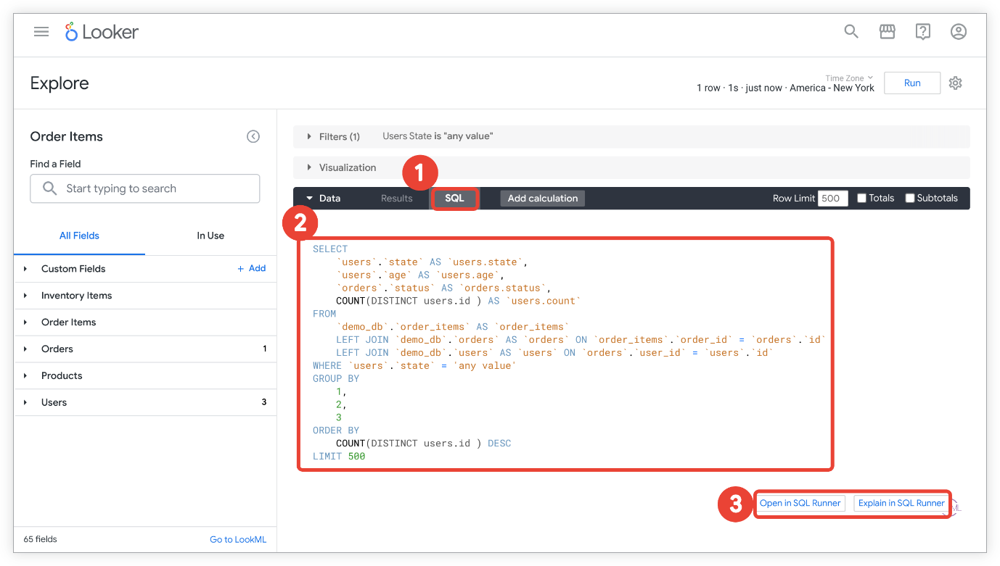 Looker
Explore
Time Zone
1 row · 1s · just now · America - New York
Run
Order Items
Find a Field
Start typing to search
All Fields
In Use
Custom Fields
+ Add
Inventory Items
Order Items
Orders
1
Products
Users
3
65 fields
Go to LookML
Filters (1)
Users State is "any value"
Visualization
1
Data
Results
SQL
Add calculation
Row Limit 500
Totals
Subtotals
2
SELECT
`users`.`state` AS `users.state`,
`users`.`age` AS `users.age`,
`orders`.`status` AS `orders.status`,
COUNT(DISTINCT users.id ) AS `users.count`
FROM
`demo_db`.`order_items` AS `order_items`
LEFT JOIN `demo_db`.`orders` AS `orders` ON `order_items`.`order_id` = `orders`.`id`
LEFT JOIN `demo_db`.`users` AS `users` ON `orders`.`user_id` = `users`.`id`
WHERE `users`.`state` = 'any value'
GROUP BY
1,
2,
3
ORDER BY
COUNT(DISTINCT users.id ) DESC
LIMIT 500
3
Open in SQL Runner
Explain in SQL Runner